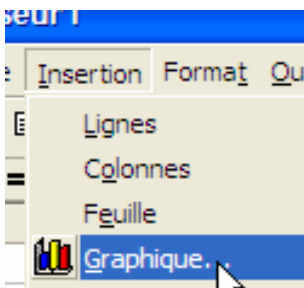 seur1
Insertion Format Ou
Lignes
Colonnes
Feuille
Graphique...